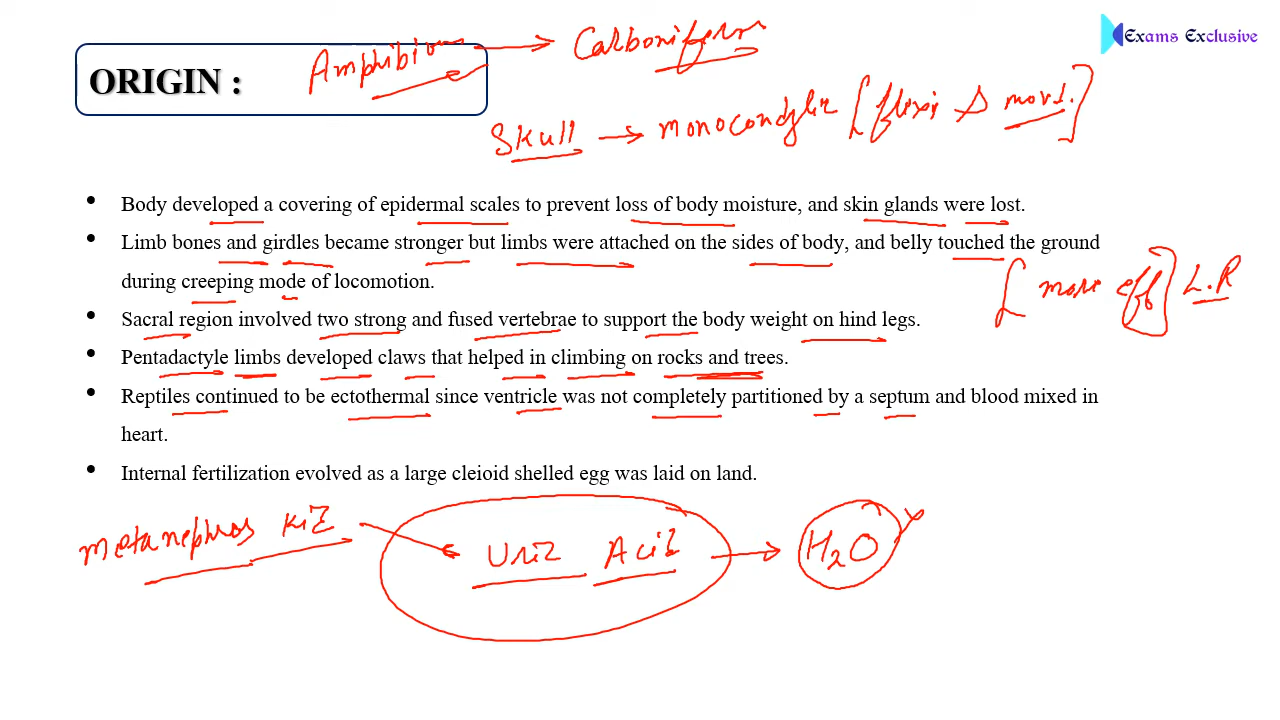 Exams Exclusive
Amphibian → Carboniferous
ORIGIN :
Skull → monocondylic [flexi & movt.]
• Body developed a covering of epidermal scales to prevent loss of body moisture, and skin glands were lost.
• Limb bones and girdles became stronger but limbs were attached on the sides of body, and belly touched the ground
during creeping mode of locomotion.
[more eff] L.R
• Sacral region involved two strong and fused vertebrae to support the body weight on hind legs.
• Pentadactyle limbs developed claws that helped in climbing on rocks and trees.
• Reptiles continued to be ectothermal since ventricle was not completely partitioned by a septum and blood mixed in
heart.
• Internal fertilization evolved as a large cleioid shelled egg was laid on land.
metanephros → Uric Acid → H2O